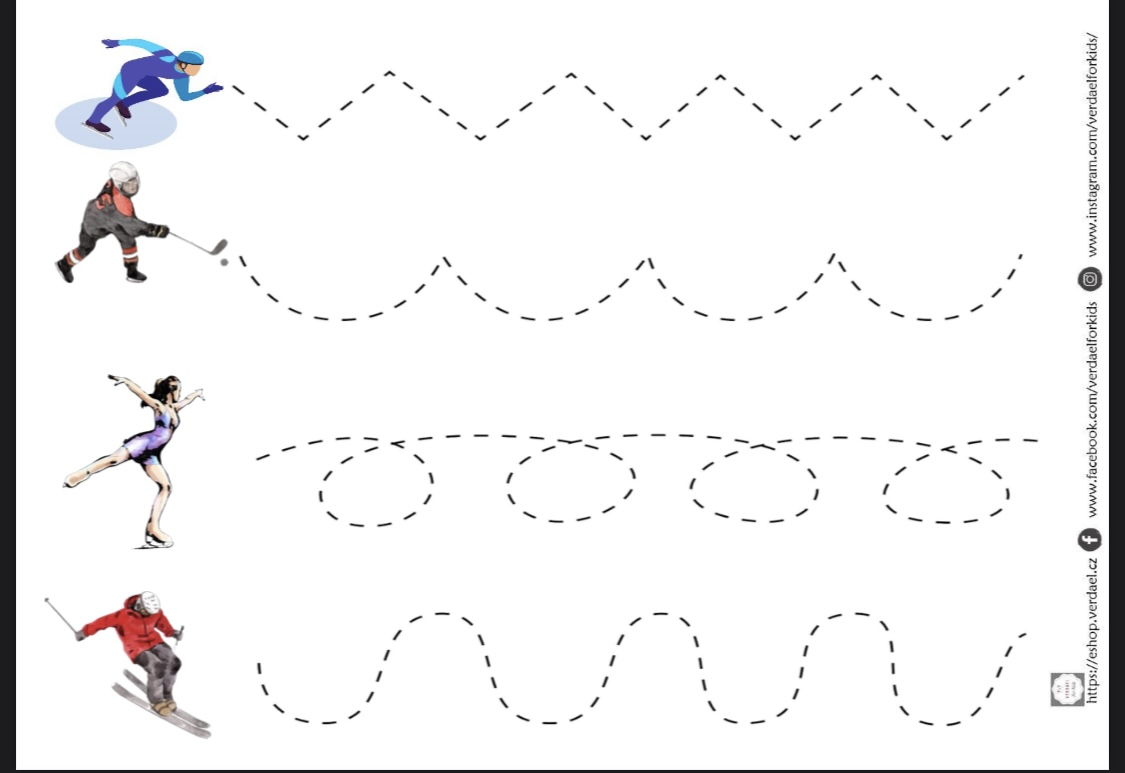 https://eshop.verdael.cz
www.facebook.com/verdaelforkids
www.instagram.com/verdaelforkids/